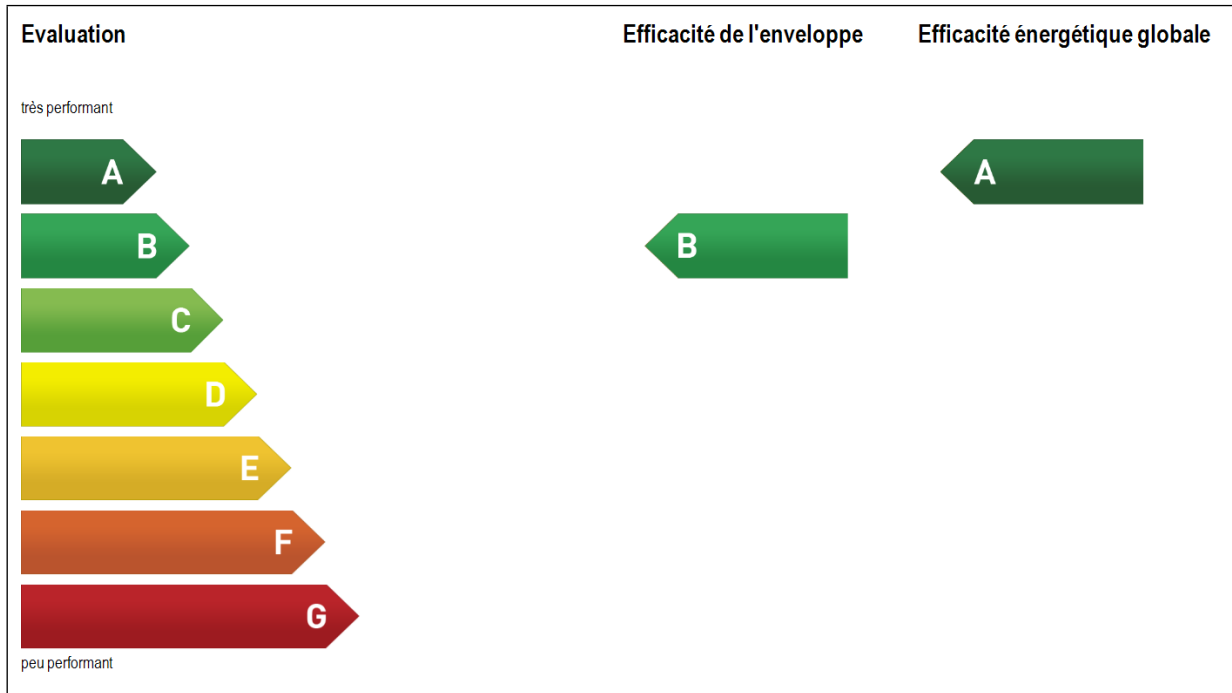 Evaluation
Efficacité de l'enveloppe
Efficacité énergétique globale
très performant
A
A
B
B
C
D
E
F
G
peu performant